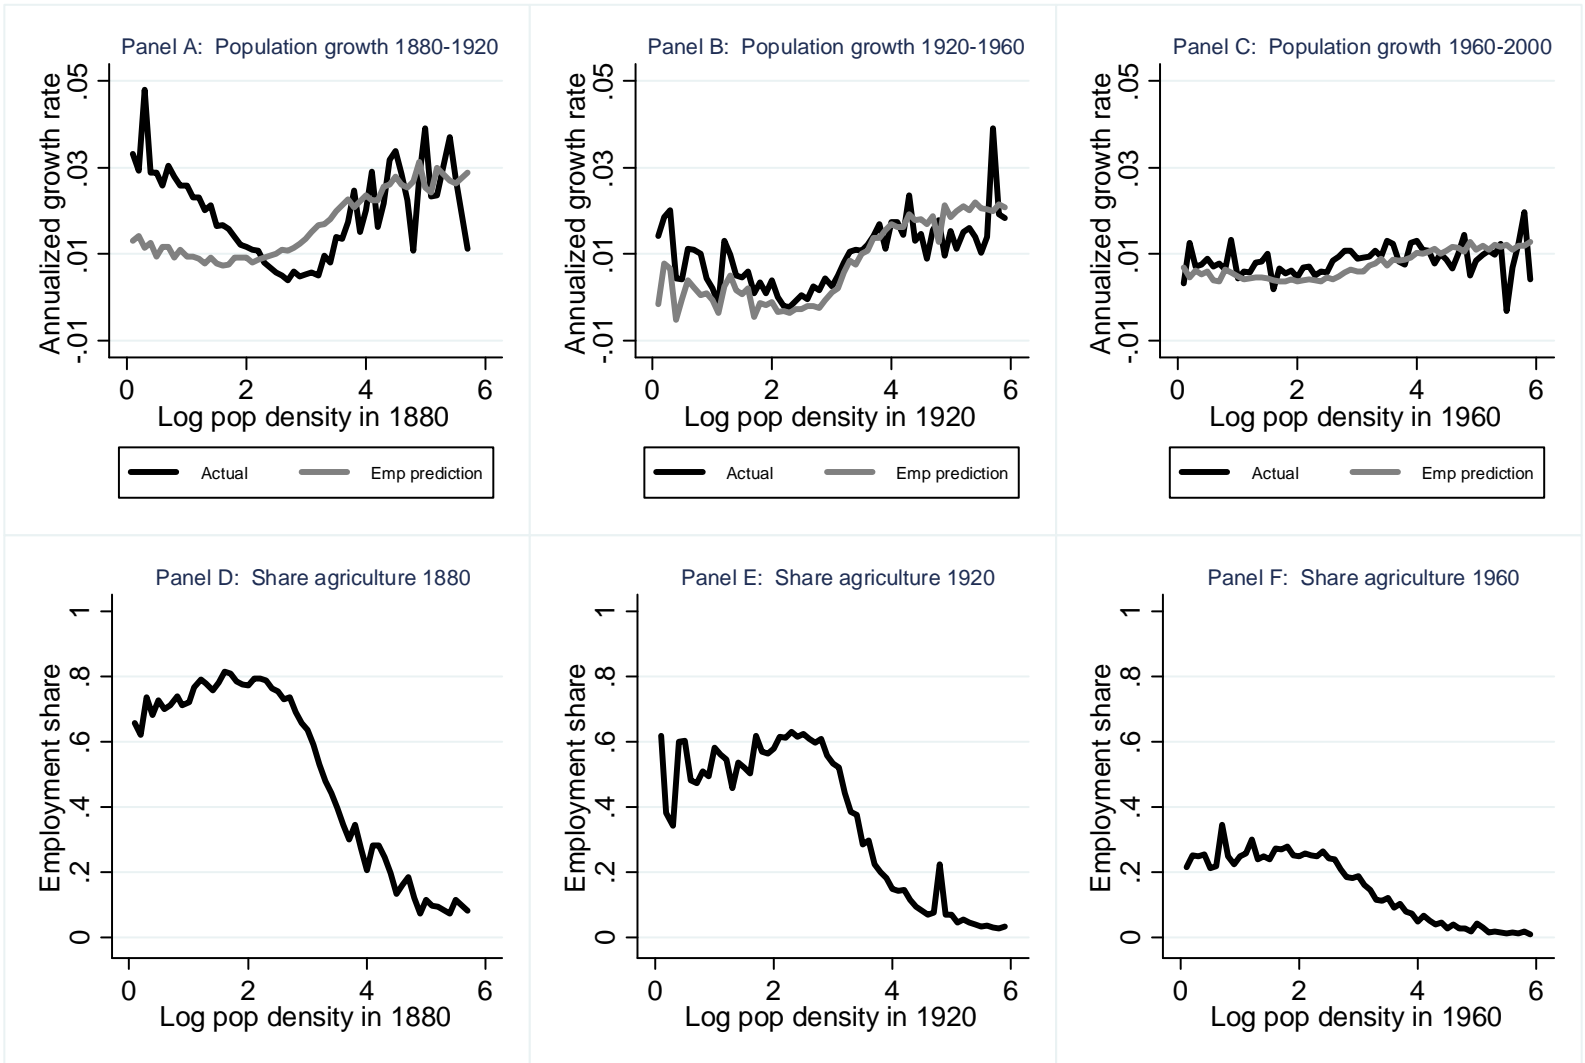 Panel A:  Population growth 1880-1920
Annualized growth rate
-.01 .01 .03 .05
0 2 4 6
Log pop density in 1880
Actual Emp prediction
Panel B:  Population growth 1920-1960
Annualized growth rate
-.01 .01 .03 .05
0 2 4 6
Log pop density in 1920
Actual Emp prediction
Panel C:  Population growth 1960-2000
Annualized growth rate
-.01 .01 .03 .05
0 2 4 6
Log pop density in 1960
Actual Emp prediction
Panel D:  Share agriculture 1880
Employment share
0 .2 .4 .6 .8 1
0 2 4 6
Log pop density in 1880
Panel E:  Share agriculture 1920
Employment share
0 .2 .4 .6 .8 1
0 2 4 6
Log pop density in 1920
Panel F:  Share agriculture 1960
Employment share
0 .2 .4 .6 .8 1
0 2 4 6
Log pop density in 1960